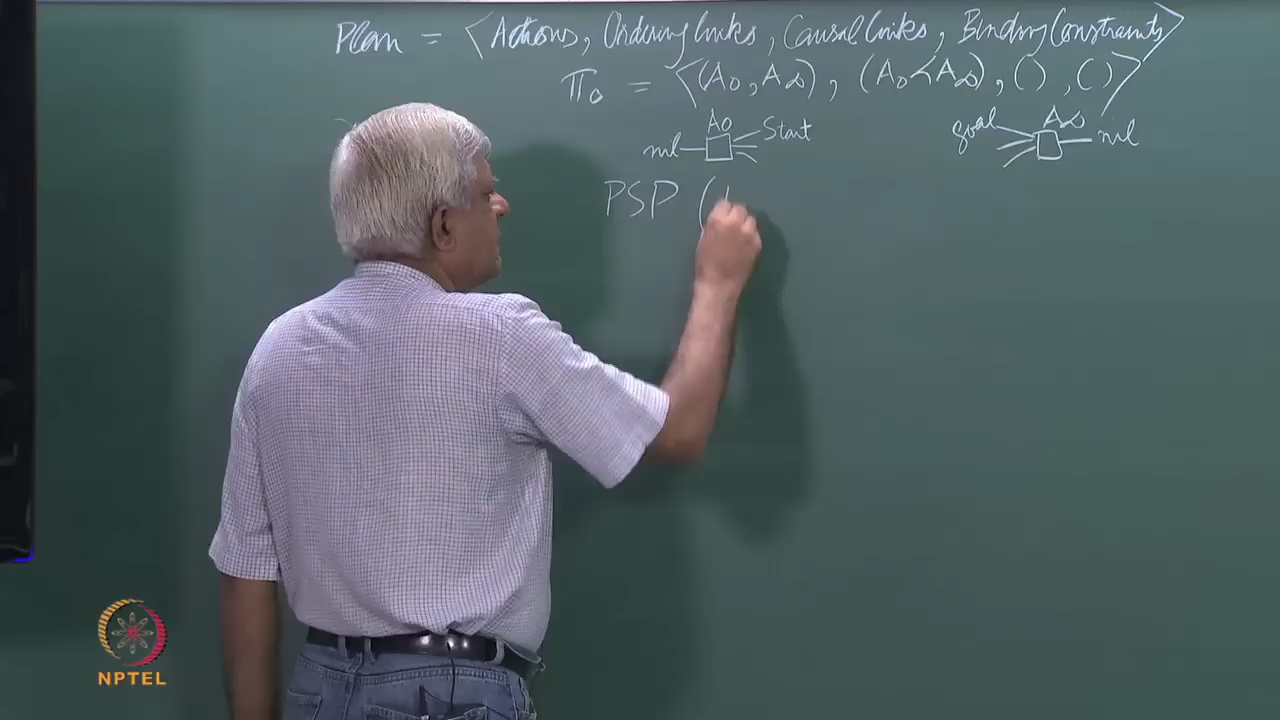 Plan = ⟨Actions, Ordering links, Causal links, Binding Constraints⟩
π₀ = ⟨(A₀, A∞), (A₀ < A∞), ( ), ( )⟩
A₀ A∞
nil Start goal nil
PSP (
NPTEL